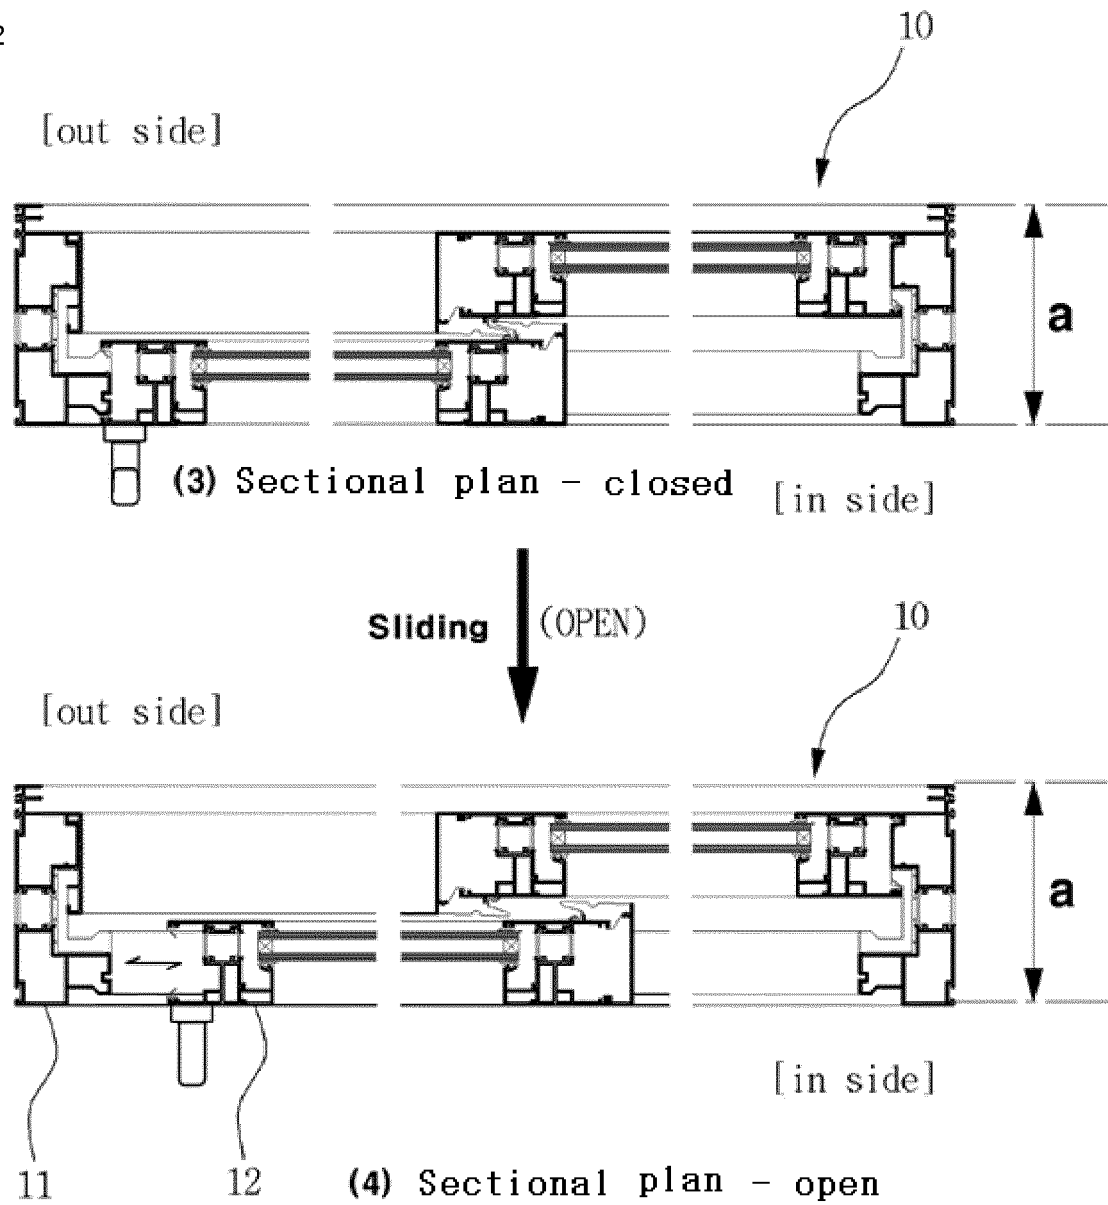 2
10
[out side]
a
(3) Sectional plan - closed
[in side]
Sliding (OPEN)
10
[out side]
a
[in side]
11
12
(4) Sectional plan - open